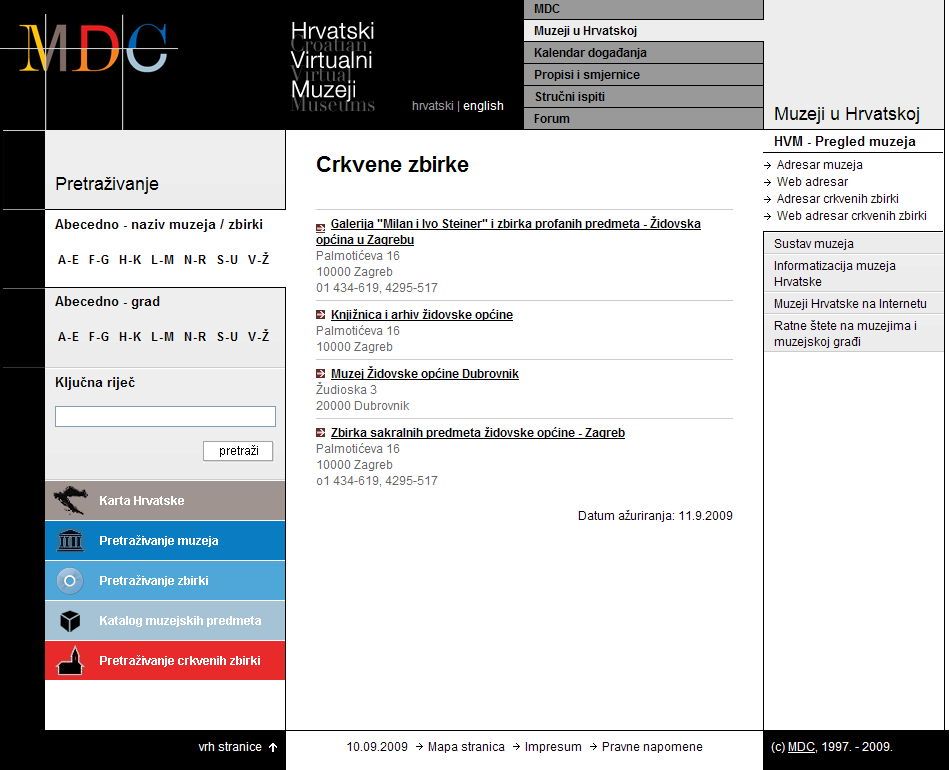 MDC
Hrvatski
Croatian
Virtualni
Virtual
Muzeji
Museums
hrvatski | english
MDC
Muzeji u Hrvatskoj
Kalendar događanja
Propisi i smjernice
Stručni ispiti
Forum
Muzeji u Hrvatskoj
HVM - Pregled muzeja
Adresar muzeja
Web adresar
Adresar crkvenih zbirki
Web adresar crkvenih zbirki
Sustav muzeja
Informatizacija muzeja
Hrvatske
Muzeji Hrvatske na Internetu
Ratne štete na muzejima i
muzejskoj građi
Pretraživanje
Abecedno - naziv muzeja / zbirki
A-E F-G H-K L-M N-R S-U V-Ž
Abecedno - grad
A-E F-G H-K L-M N-R S-U V-Ž
Ključna riječ
pretraži
Karta Hrvatske
Pretraživanje muzeja
Pretraživanje zbirki
Katalog muzejskih predmeta
Pretraživanje crkvenih zbirki
Crkvene zbirke
Galerija "Milan i Ivo Steiner" i zbirka profanih predmeta - Židovska
općina u Zagrebu
Palmotićeva 16
10000 Zagreb
01 434-619, 4295-517
Knjižnica i arhiv židovske općine
Palmotićeva 16
10000 Zagreb
Muzej Židovske općine Dubrovnik
Žudioska 3
20000 Dubrovnik
Zbirka sakralnih predmeta židovske općine - Zagreb
Palmotićeva 16
10000 Zagreb
o1 434-619, 4295-517
Datum ažuriranja: 11.9.2009
vrh stranice
10.09.2009 Mapa stranica Impresum Pravne napomene
(c) MDC, 1997. - 2009.